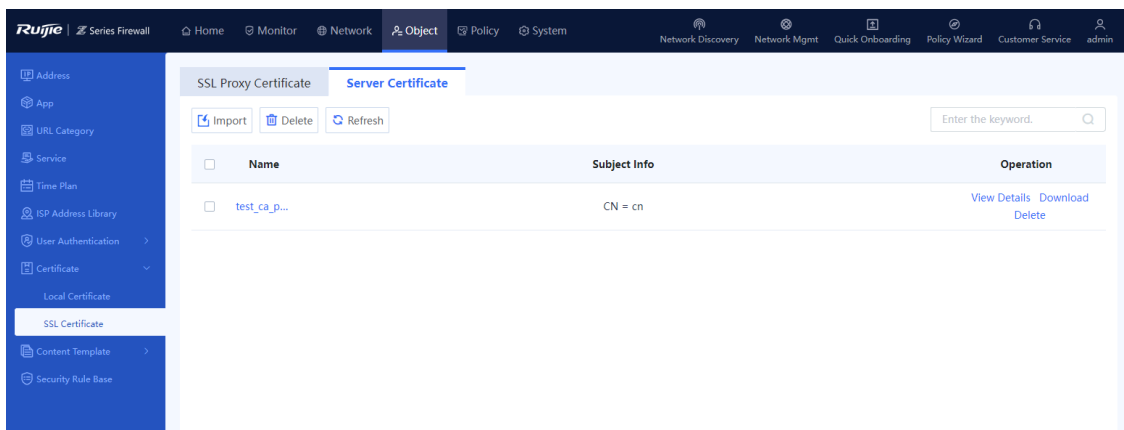 Ruijie | Z Series Firewall
Home Monitor Network Object Policy System
Network Discovery Network Mgmt Quick Onboarding Policy Wizard Customer Service admin
Address
App
URL Category
Service
Time Plan
ISP Address Library
User Authentication
Certificate
Local Certificate
SSL Certificate
Content Template
Security Rule Base
SSL Proxy Certificate Server Certificate
Import Delete Refresh
Enter the keyword.
Name Subject Info Operation
test_ca_p... CN = cn View Details Download
Delete